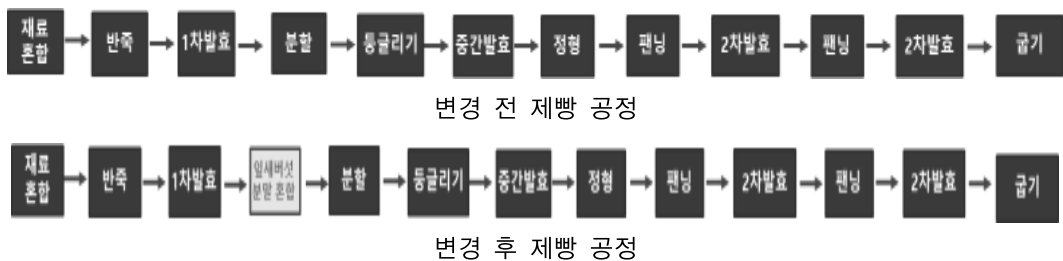 재료 혼합 → 반죽 → 1차발효 → 분할 → 둥글리기 → 중간발효 → 정형 → 팬닝 → 2차발효 → 팬닝 → 2차발효 → 굽기
변경 전 제빵 공정
재료 혼합 → 반죽 → 1차발효 → 잎새버섯 분말 혼합 → 분할 → 둥글리기 → 중간발효 → 정형 → 팬닝 → 2차발효 → 팬닝 → 2차발효 → 굽기
변경 후 제빵 공정